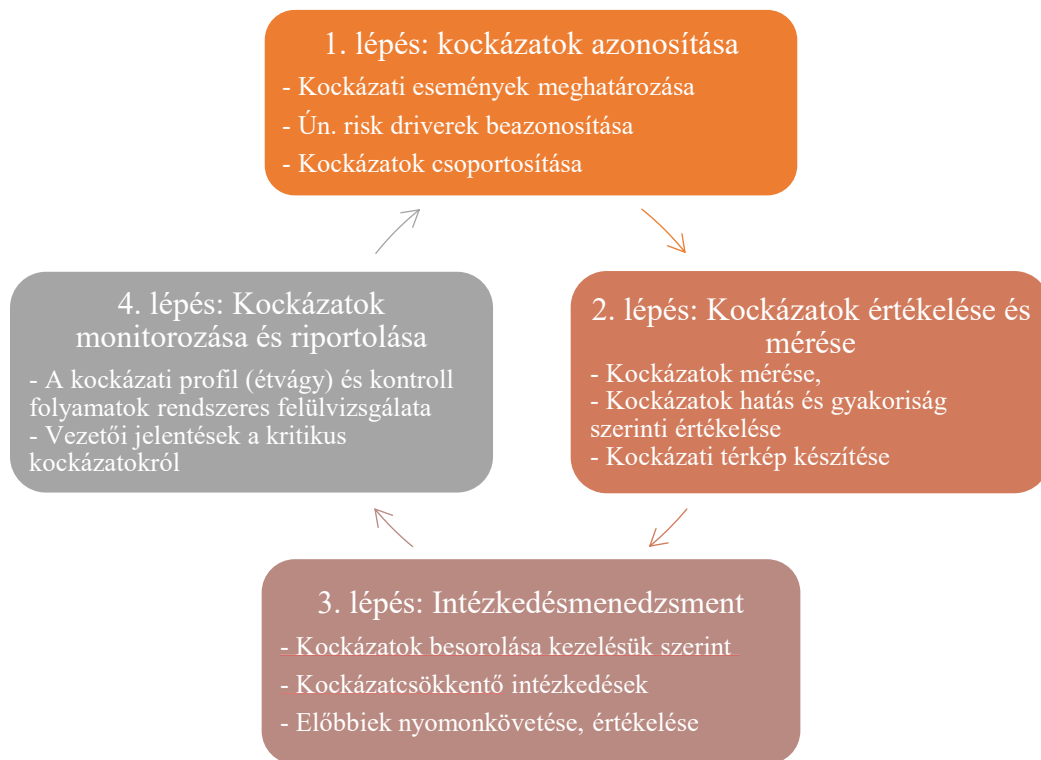 1. lépés: kockázatok azonosítása
- Kockázati események meghatározása
- Ún. risk driverek beazonosítása
- Kockázatok csoportosítása
2. lépés: Kockázatok értékelése és
mérése
- Kockázatok mérése,
- Kockázatok hatás és gyakoriság
szerinti értékelése
- Kockázati térkép készítése
3. lépés: Intézkedésmenedzsment
- Kockázatok besorolása kezelésük szerint
- Kockázatcsökkentő intézkedések
- Előbbiek nyomonkövetése, értékelése
4. lépés: Kockázatok
monitorozása és riportolása
- A kockázati profil (étvágy) és kontroll
folyamatok rendszeres felülvizsgálata
- Vezetői jelentések a kritikus
kockázatokról